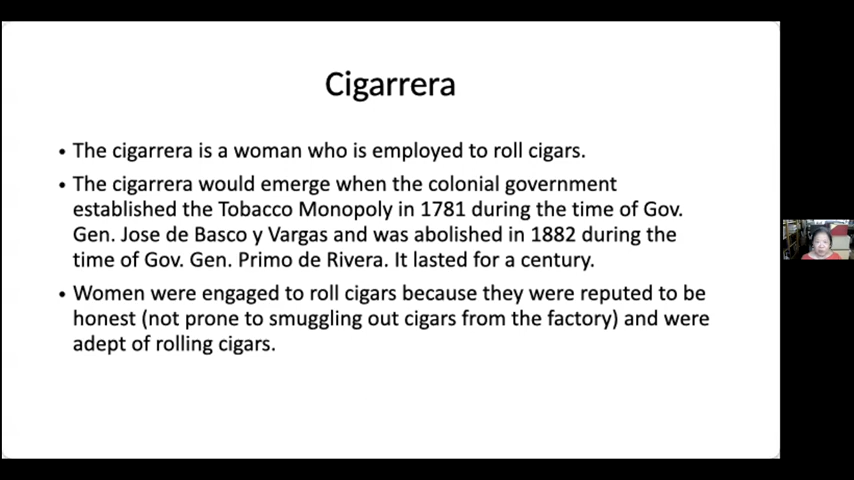 Cigarrera
• The cigarrera is a woman who is employed to roll cigars.
• The cigarrera would emerge when the colonial government
established the Tobacco Monopoly in 1781 during the time of Gov.
Gen. Jose de Basco y Vargas and was abolished in 1882 during the
time of Gov. Gen. Primo de Rivera. It lasted for a century.
• Women were engaged to roll cigars because they were reputed to be
honest (not prone to smuggling out cigars from the factory) and were
adept of rolling cigars.